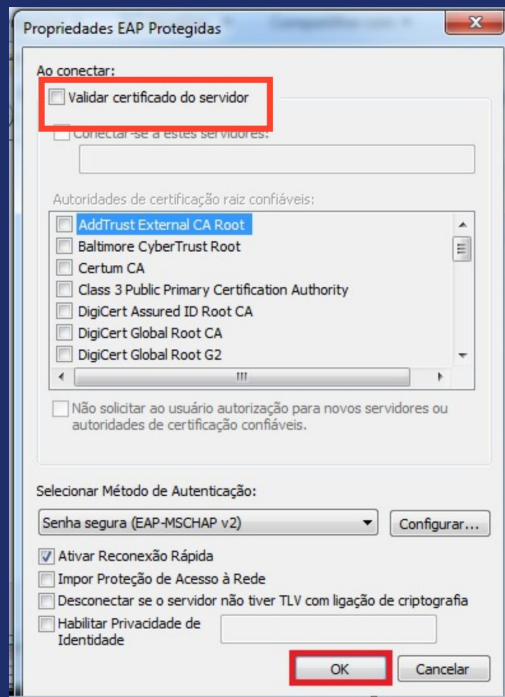 Propriedades EAP Protegidas
Ao conectar:
Validar certificado do servidor
Conectar-se a estes servidores:
Autoridades de certificação raiz confiáveis:
AddTrust External CA Root
Baltimore CyberTrust Root
Certum CA
Class 3 Public Primary Certification Authority
DigiCert Assured ID Root CA
DigiCert Global Root CA
DigiCert Global Root G2
Não solicitar ao usuário autorização para novos servidores ou
autoridades de certificação confiáveis.
Selecionar Método de Autenticação:
Senha segura (EAP-MSCHAP v2)
Configurar...
Ativar Reconexão Rápida
Impor Proteção de Acesso à Rede
Desconectar se o servidor não tiver TLV com ligação de criptografia
Habilitar Privacidade de
Identidade
OK
Cancelar